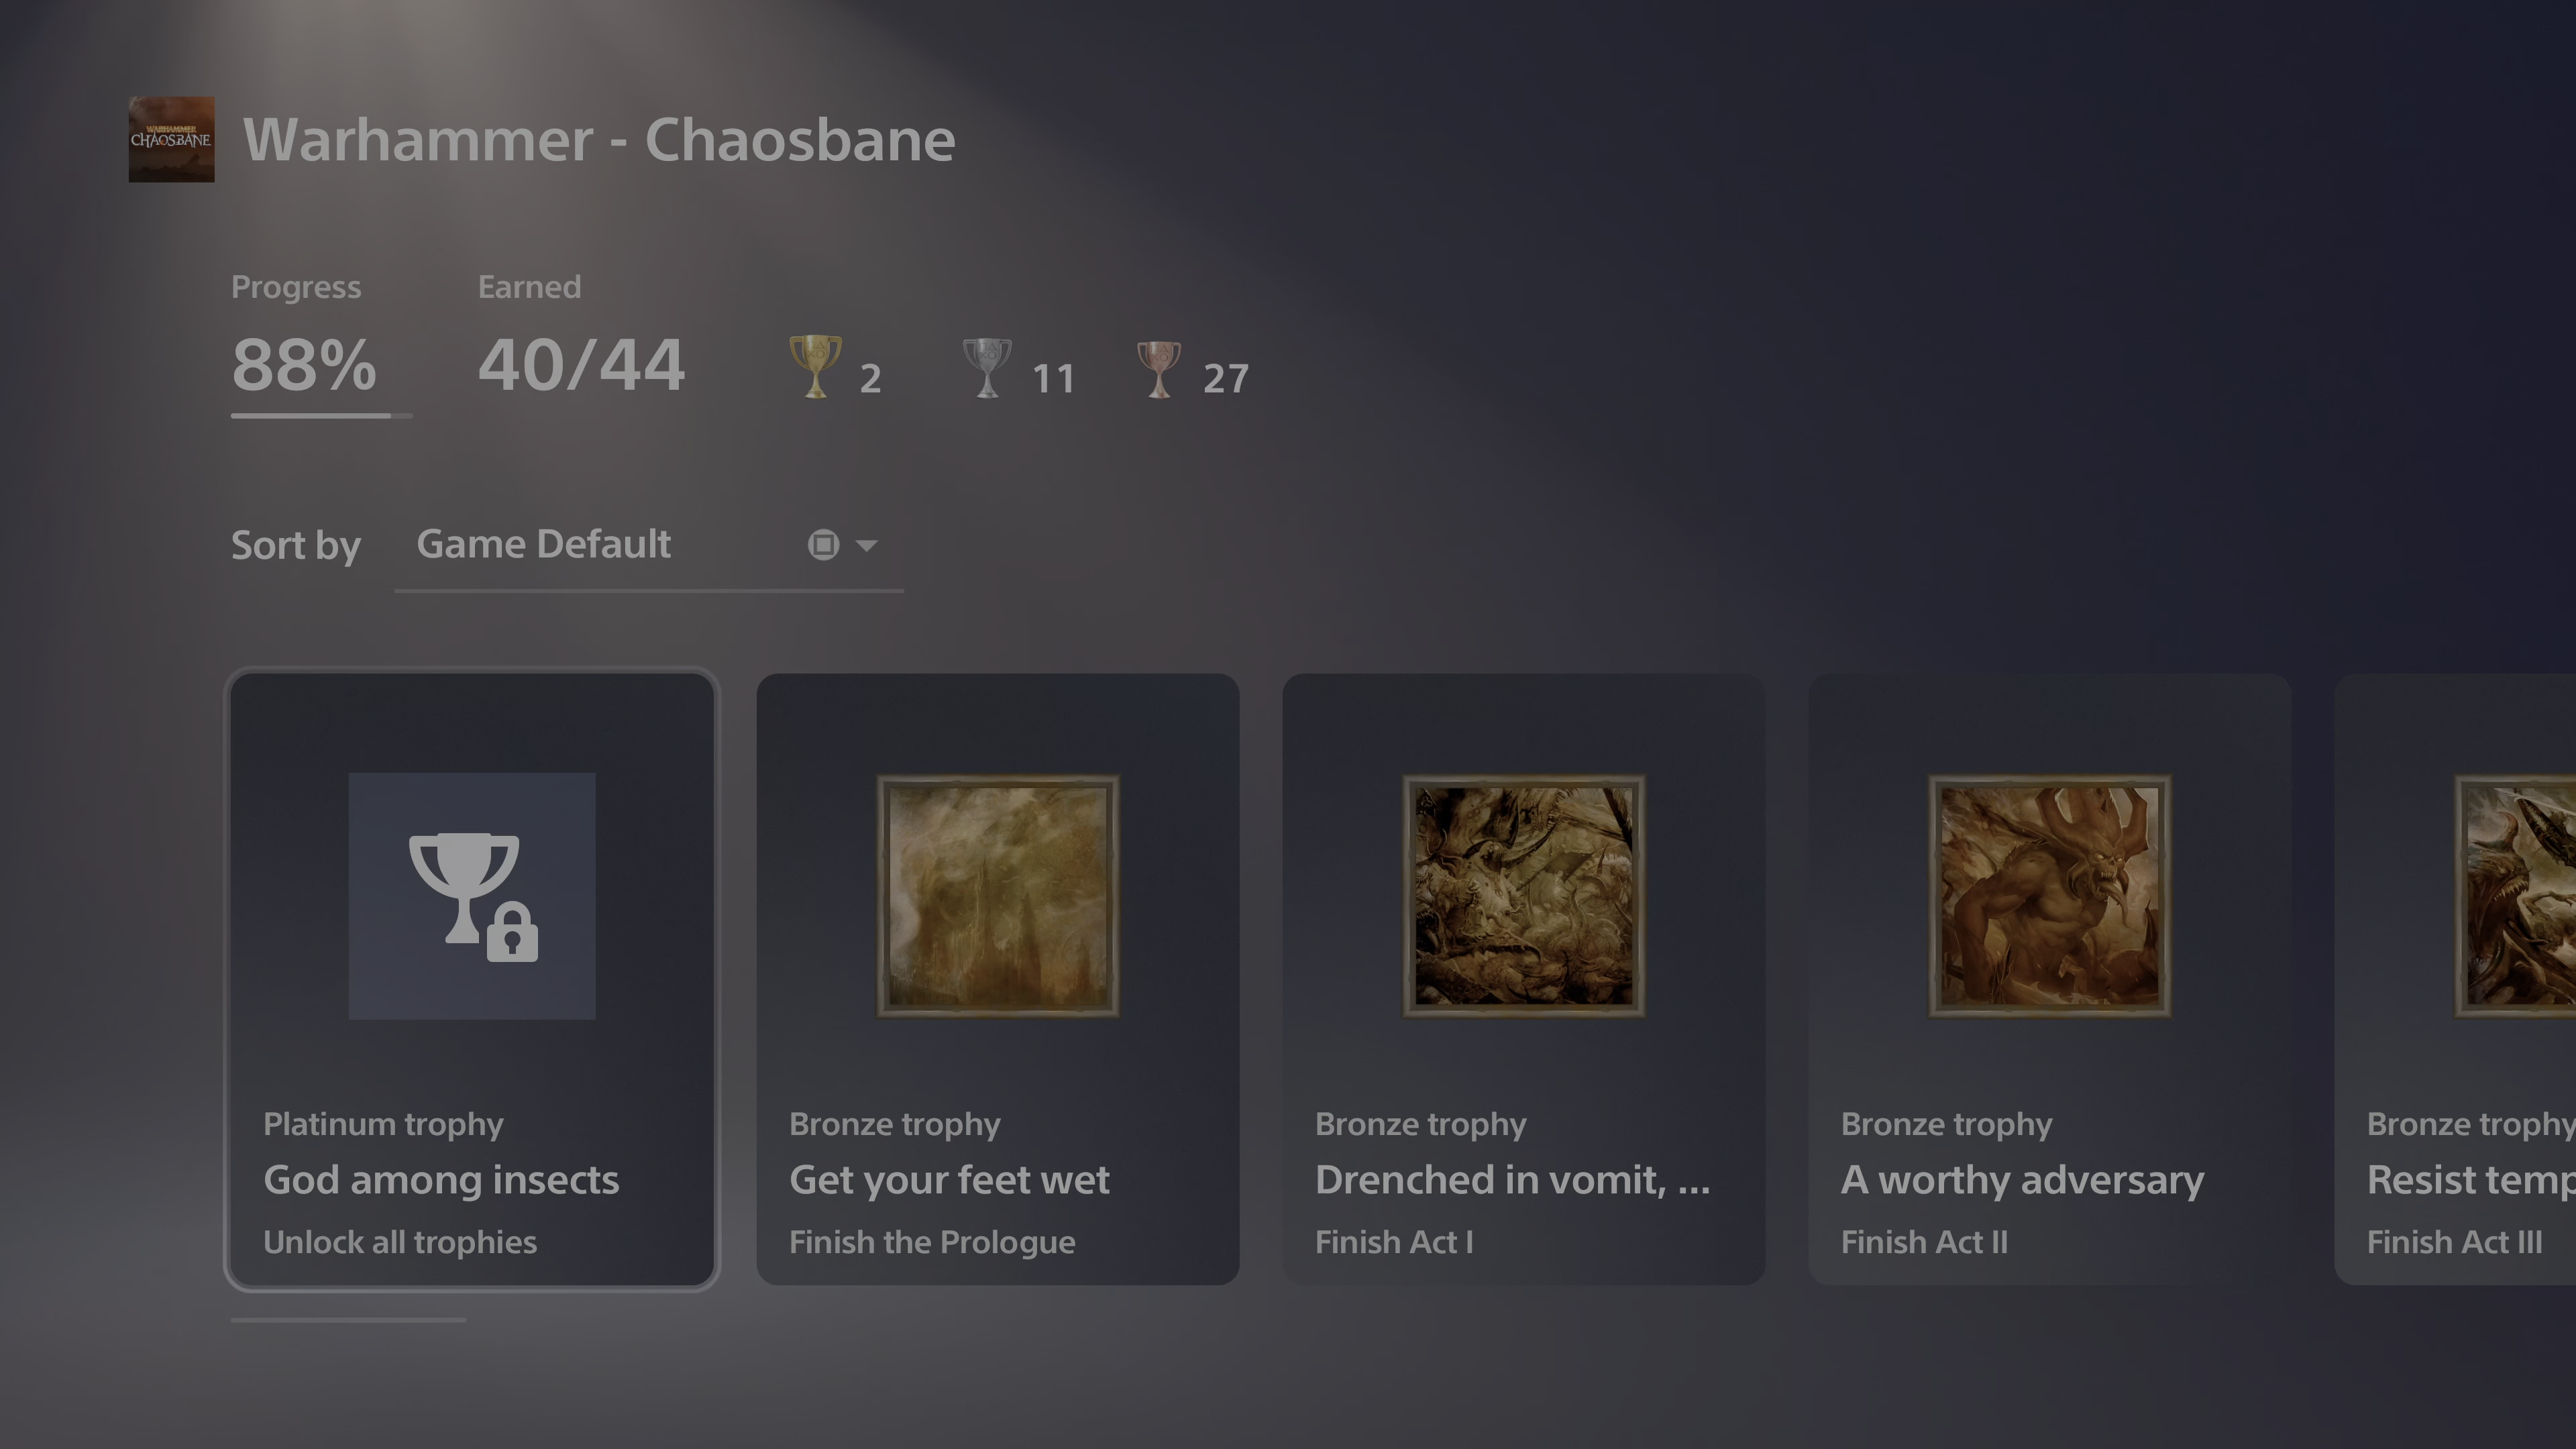 WARHAMMER
CHAOSBANE
Warhammer - Chaosbane
Progress
Earned
88%
40/44
2
11
27
Sort by
Game Default
Platinum trophy
God among insects
Unlock all trophies
Bronze trophy
Get your feet wet
Finish the Prologue
Bronze trophy
Drenched in vomit, ...
Finish Act I
Bronze trophy
A worthy adversary
Finish Act II
Bronze trophy
Resist temp
Finish Act III